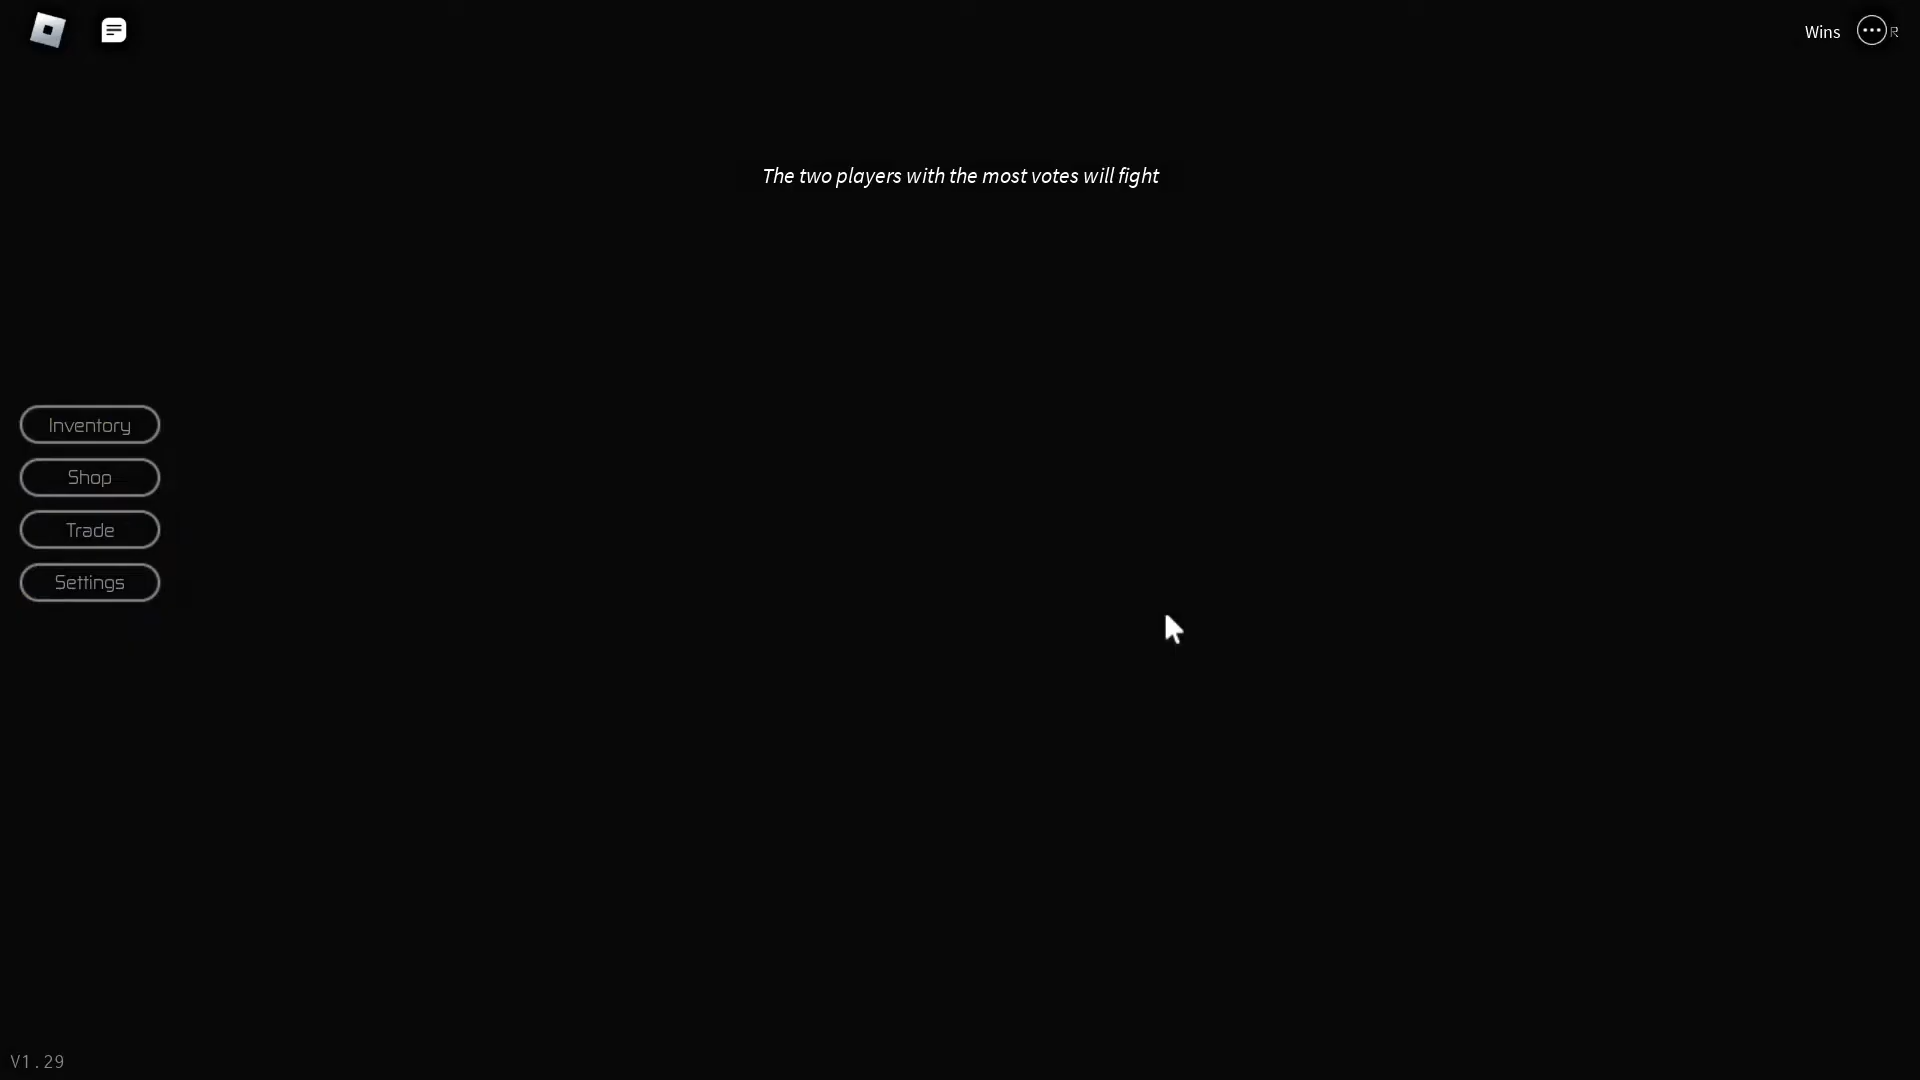 Wins R
The two players with the most votes will fight
Inventory
Shop
Trade
Settings
V1.29